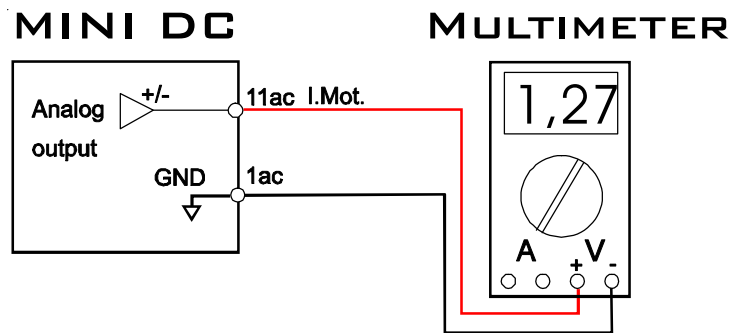 MINI DC
MULTIMETER
Analog
output
+/-
11ac I.Mot.
GND
1ac
1,27
A
V
+
-